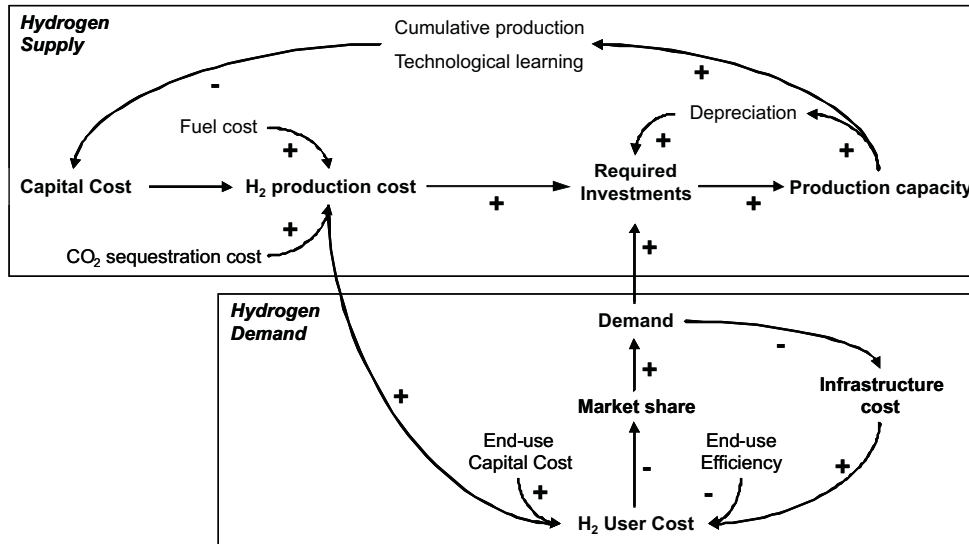 Hydrogen
Supply
Cumulative production
Technological learning
+
-
Depreciation
Fuel cost
+
+
+
Capital Cost
H₂ production cost
Required
Investments
Production capacity
+
+
+
CO₂ sequestration cost
+
Hydrogen
Demand
Demand
-
+
Infrastructure
cost
+
Market share
End-use
Capital Cost
End-use
Efficiency
+
-
+
-
H₂ User Cost